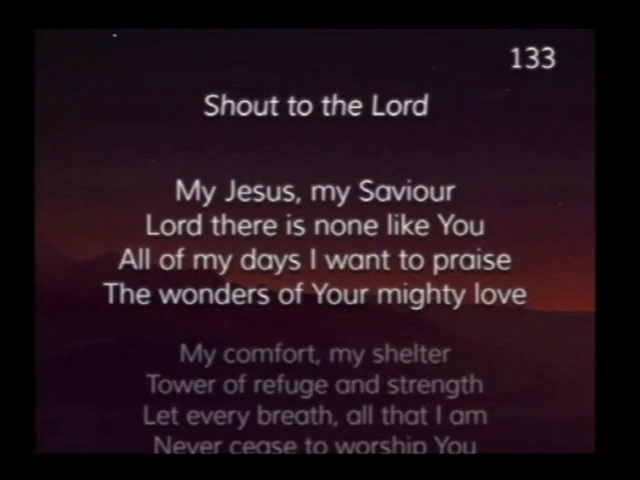 133
Shout to the Lord
My Jesus, my Saviour
Lord there is none like You
All of my days I want to praise
The wonders of Your mighty love
My comfort, my shelter
Tower of refuge and strength
Let every breath, all that I am
Never cease to worship You